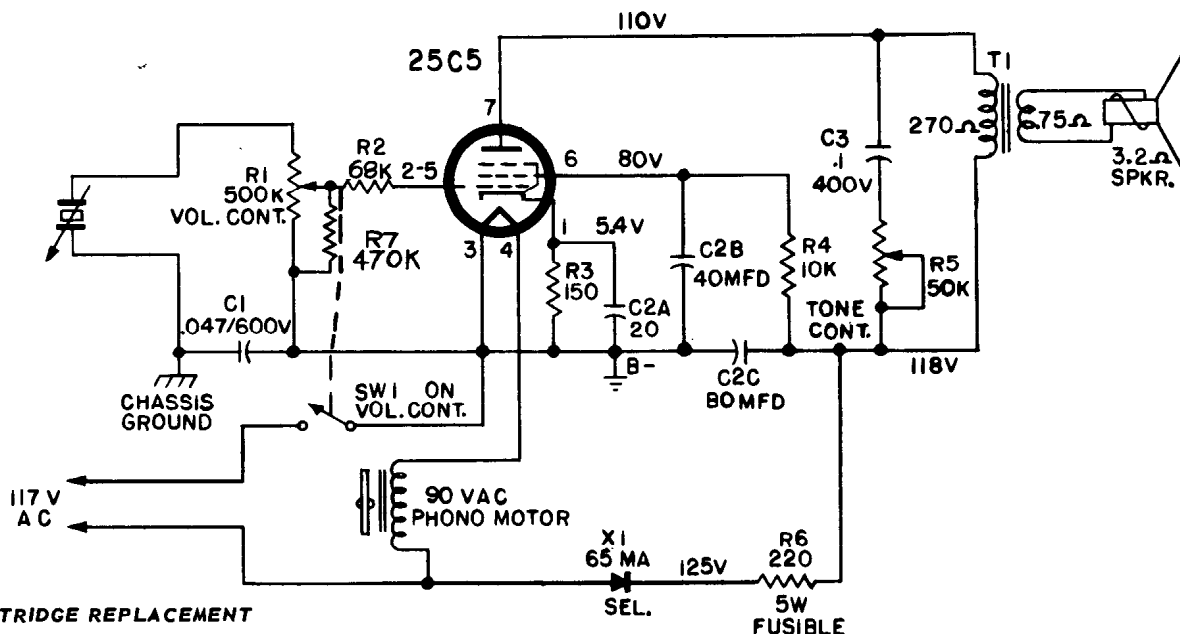 110V
25C5
T1
7
270Ω
.75Ω
3.2Ω
SPKR.
C3
.1
400V
R2
68K
2-5
6
80V
R1
500K
VOL. CONT.
R7
470K
3
4
1
5.4V
R3
150
C2A
20
C2B
40MFD
R4
10K
R5
50K
TONE
CONT.
C1
.047/600V
B-
C2C
80MFD
118V
CHASSIS
GROUND
SW1 ON
VOL. CONT.
117V
AC
90 VAC
PHONO MOTOR
X1
65 MA
SEL.
125V
R6
220
5W
FUSIBLE
TRIDGE REPLACEMENT